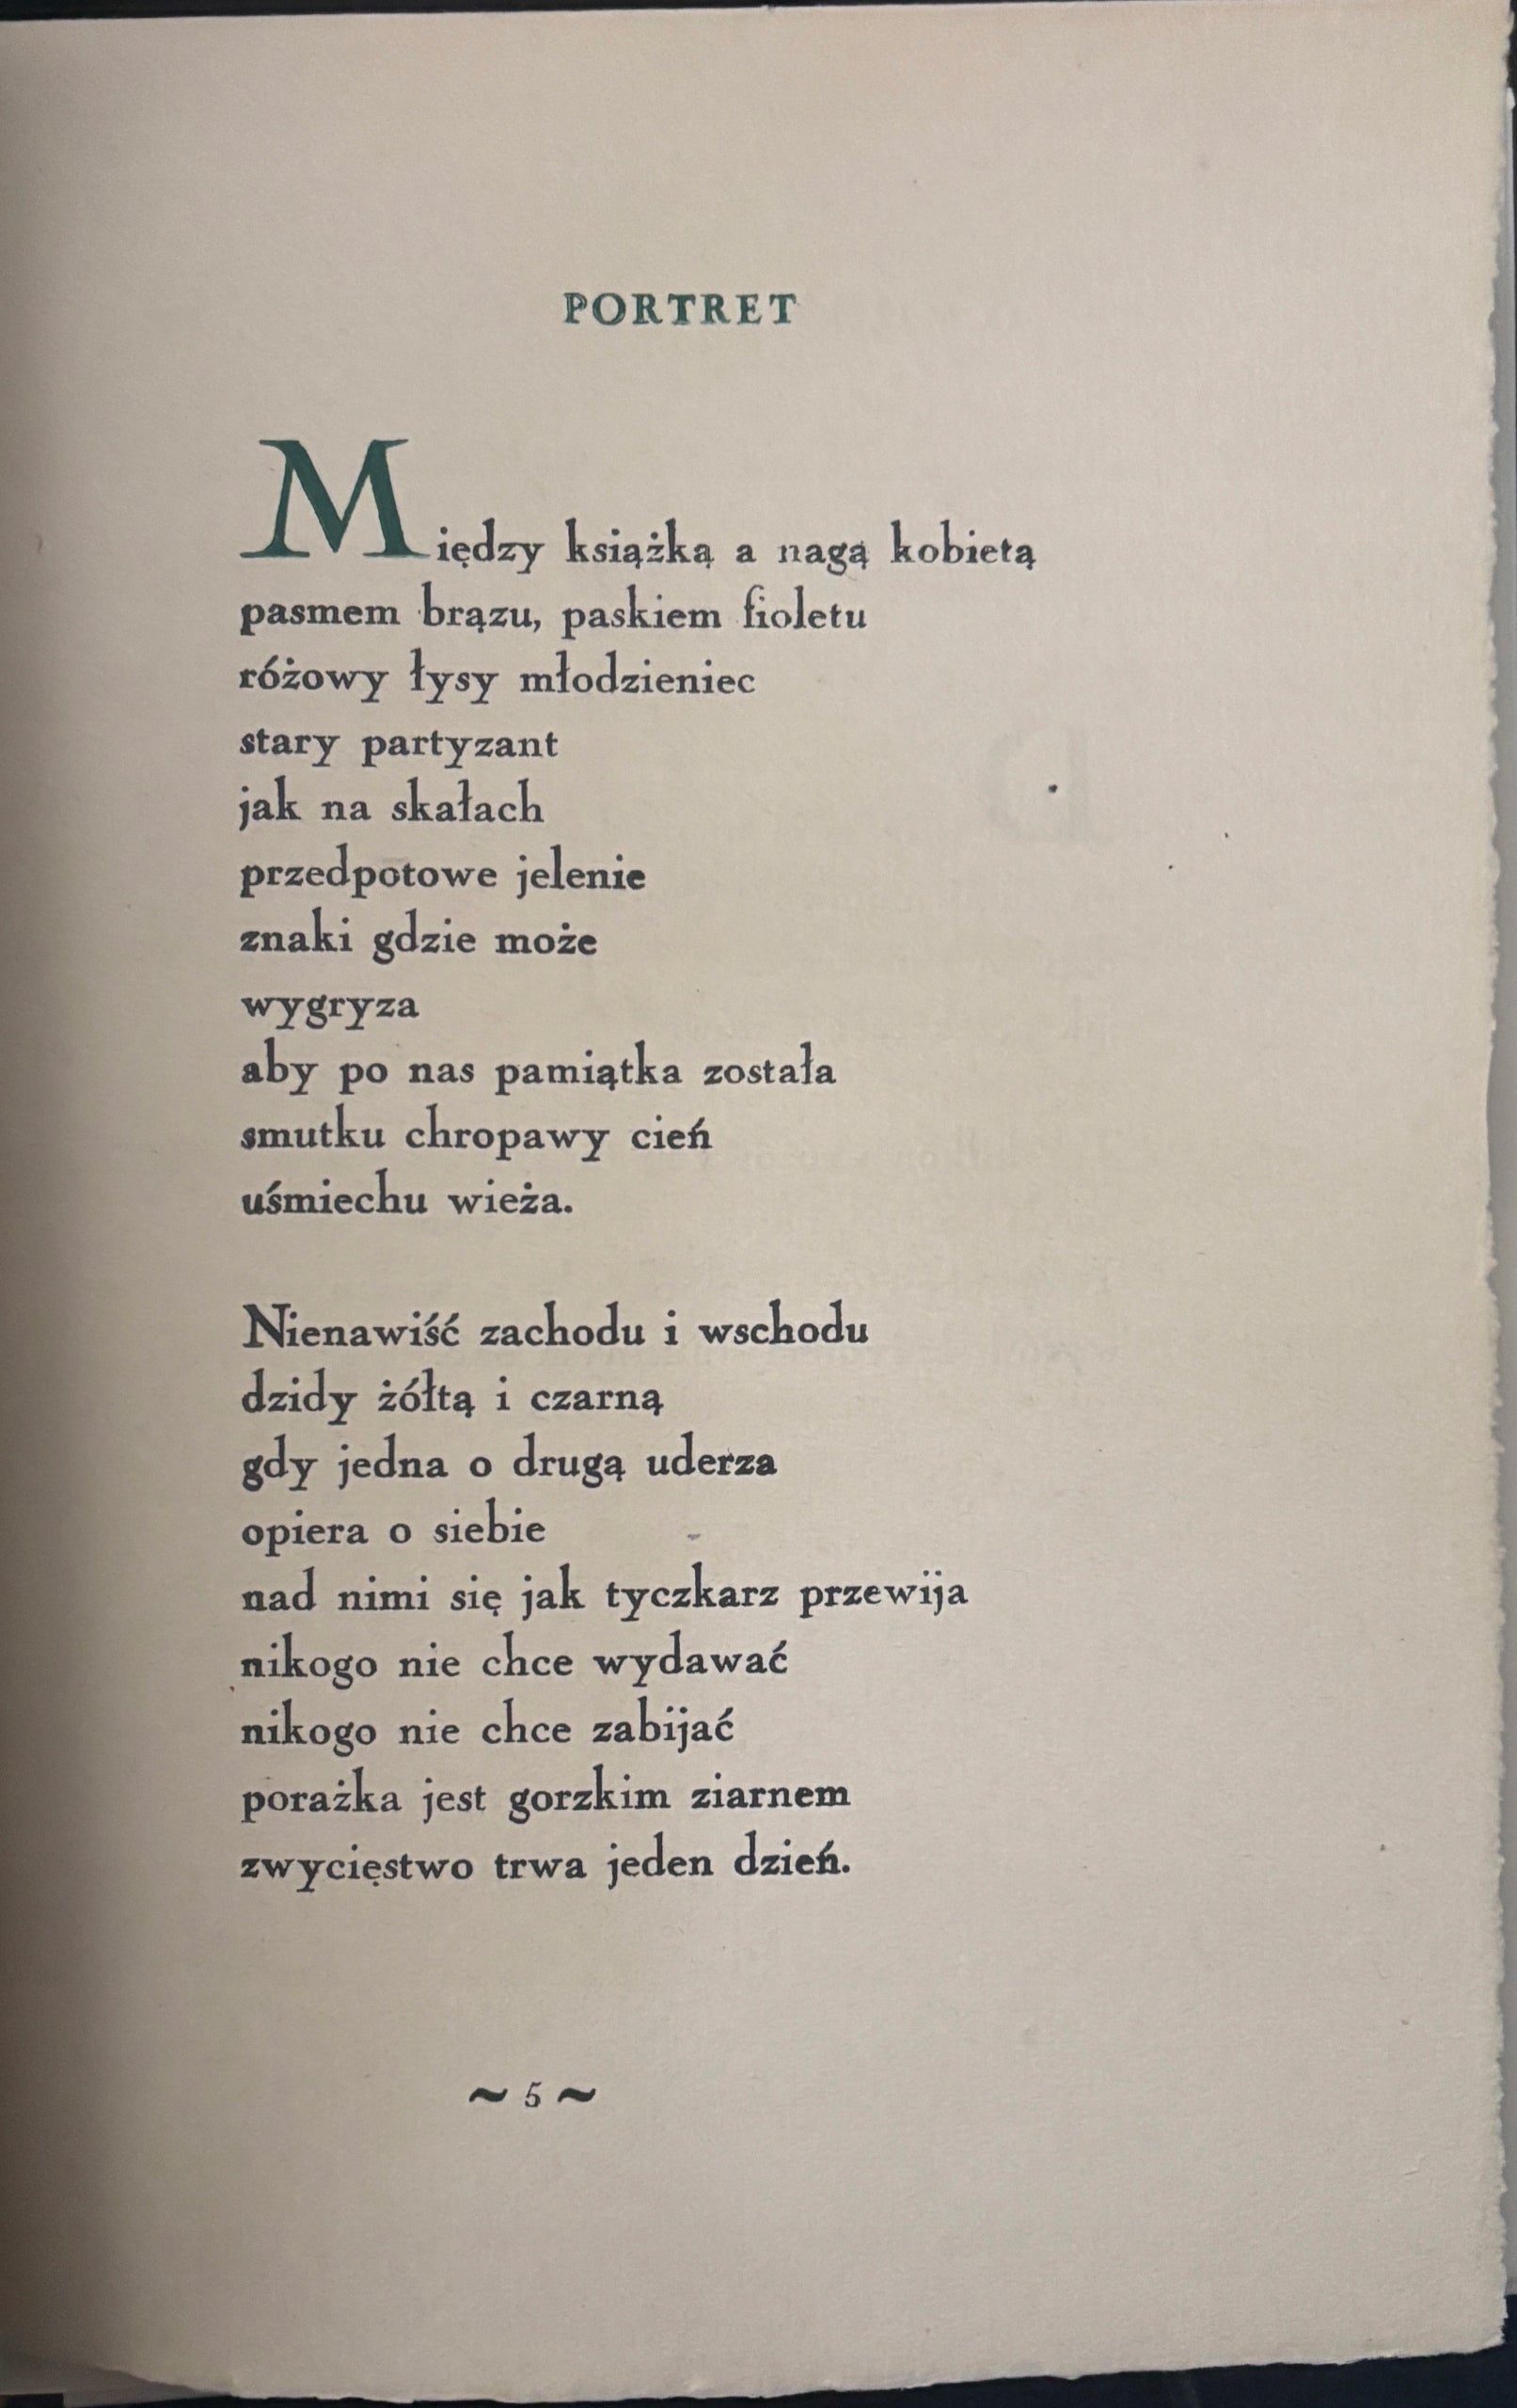 PORTRET
Między książką a nagą kobietą
pasmem brązu, paskiem fioletu
różowy łysy młodzieniec
stary partyzant
jak na skałach
przedpotowe jelenie
znaki gdzie może
wygryza
aby po nas pamiątka została
smutku chropawy cień
uśmiechu wieża.
Nienawiść zachodu i wschodu
dzidy żółtą i czarną
gdy jedna o drugą uderza
opiera o siebie
nad nimi się jak tyczkarz przewija
nikogo nie chce wydawać
nikogo nie chce zabijać
porażka jest gorzkim ziarnem
zwycięstwo trwa jeden dzień.
~ 5 ~